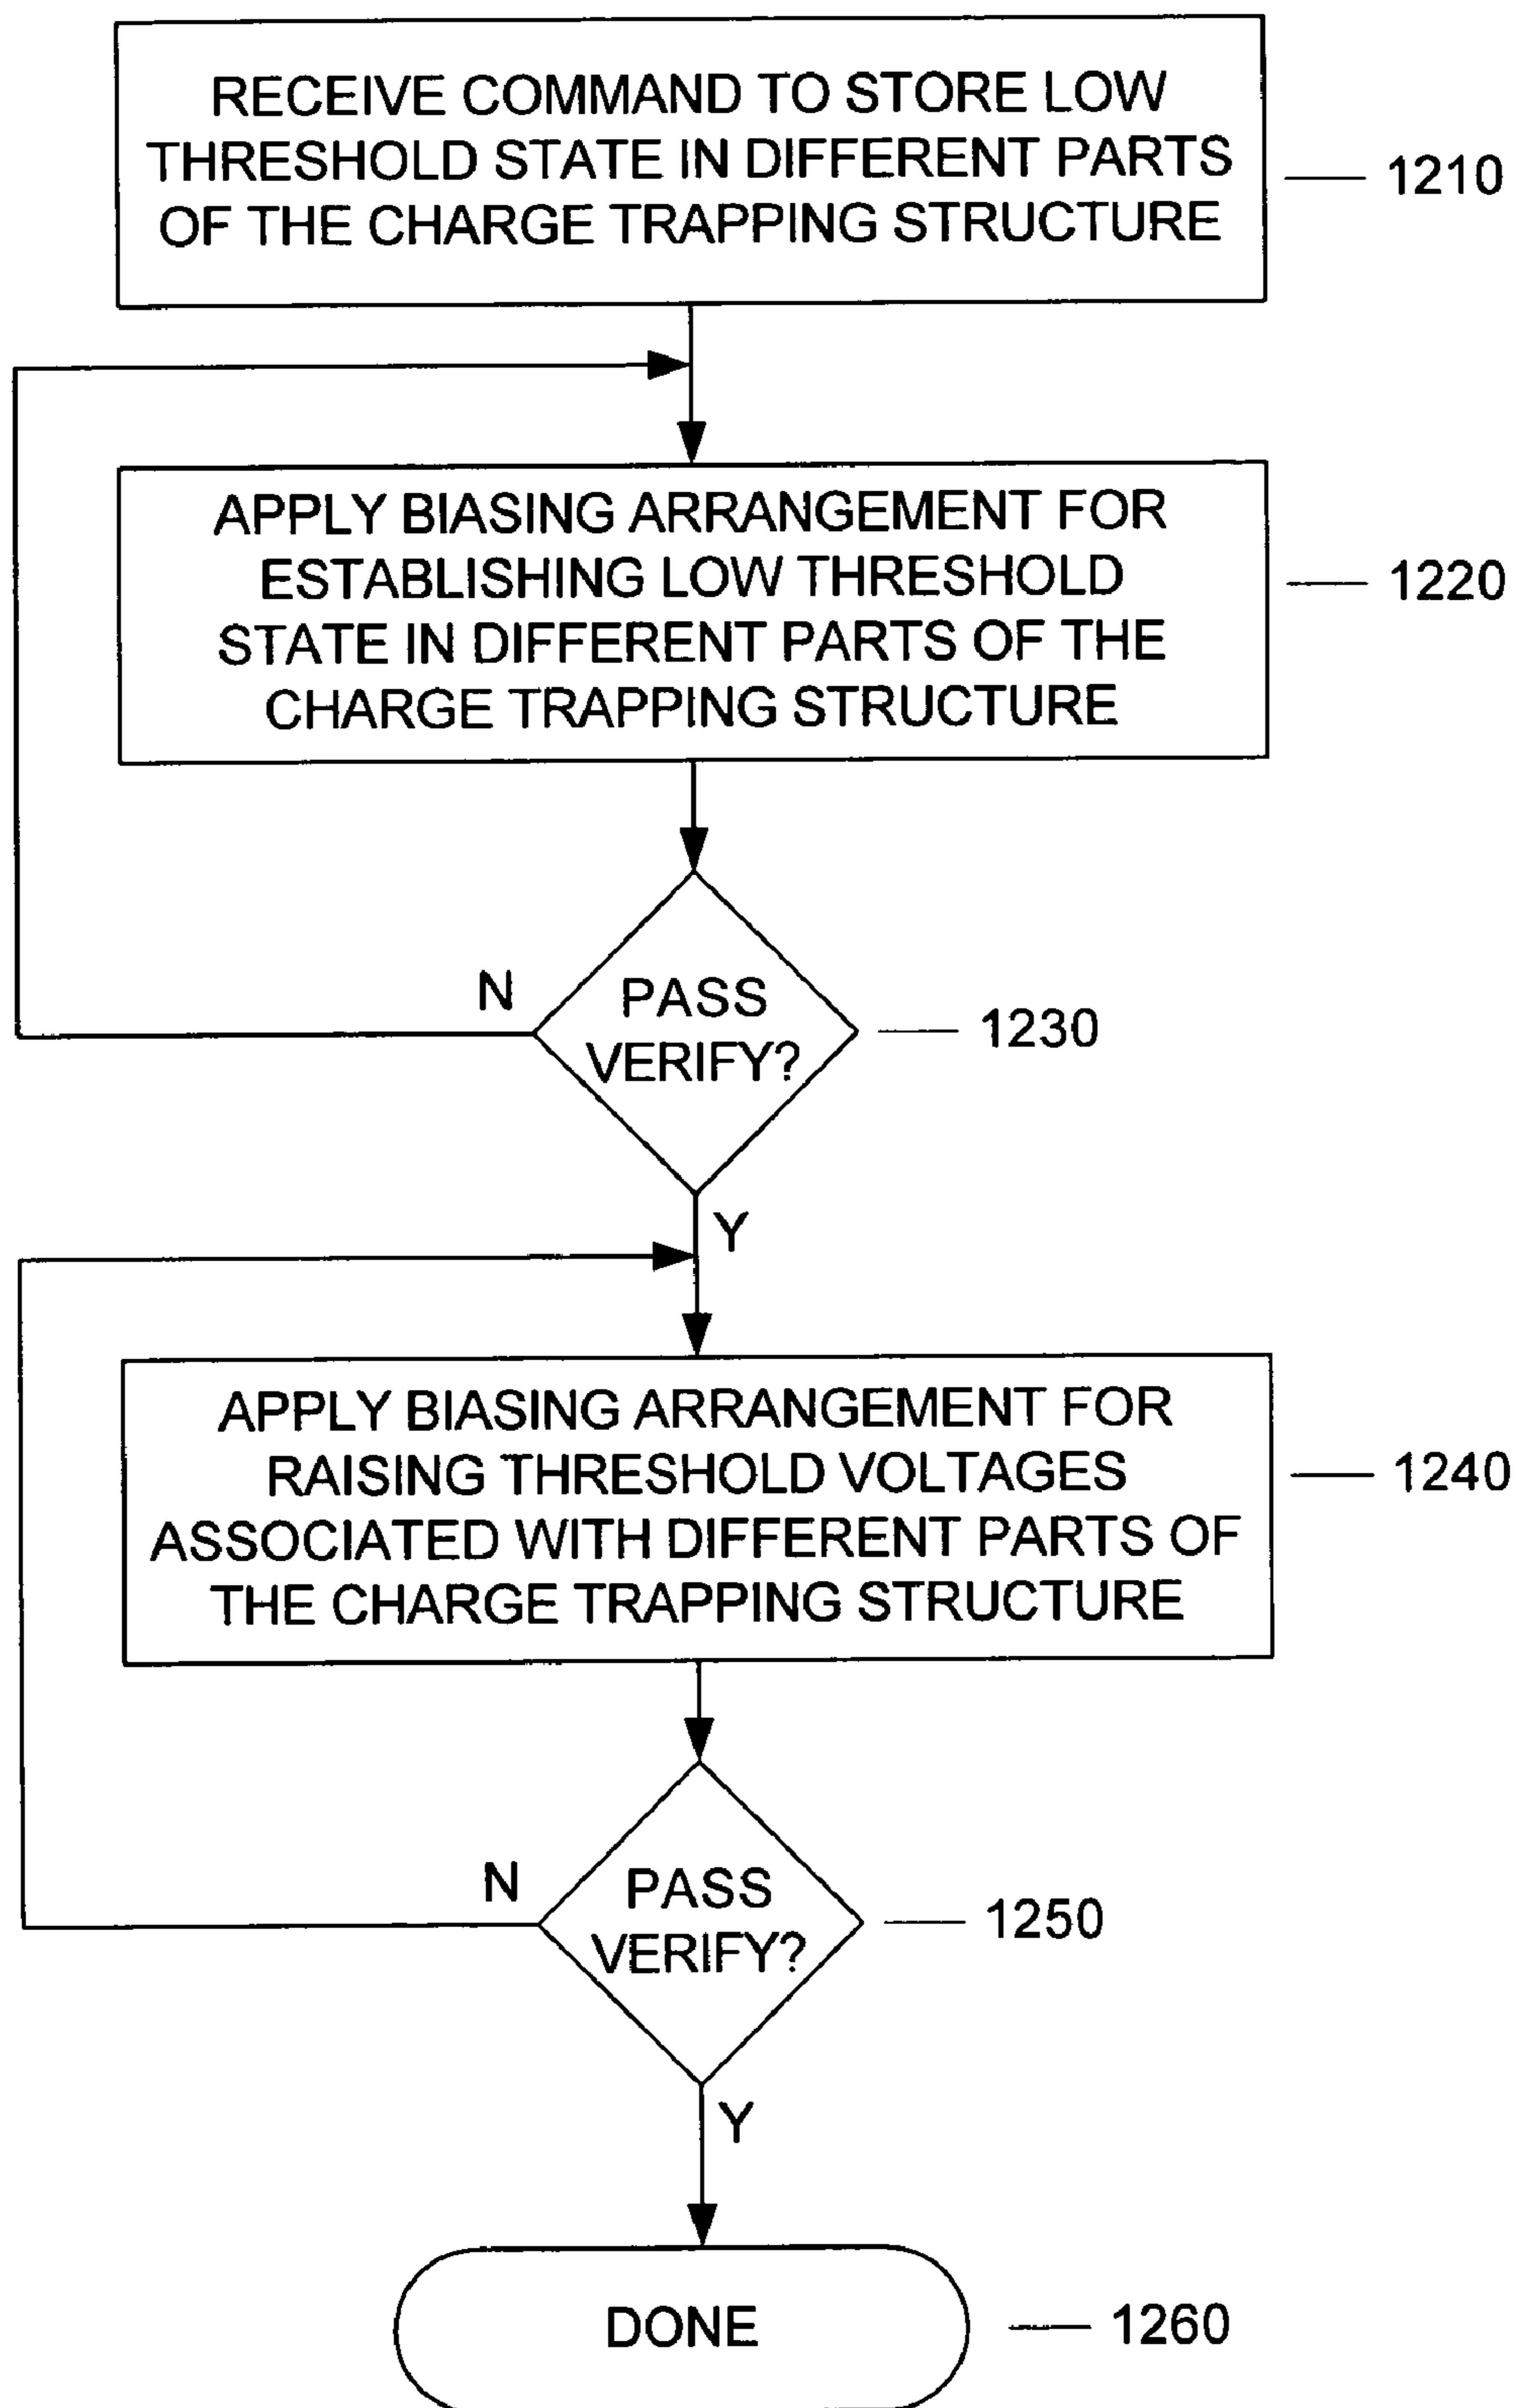 RECEIVE COMMAND TO STORE LOW
THRESHOLD STATE IN DIFFERENT PARTS
OF THE CHARGE TRAPPING STRUCTURE
1210
APPLY BIASING ARRANGEMENT FOR
ESTABLISHING LOW THRESHOLD
STATE IN DIFFERENT PARTS OF THE
CHARGE TRAPPING STRUCTURE
1220
N
PASS
VERIFY?
1230
Y
APPLY BIASING ARRANGEMENT FOR
RAISING THRESHOLD VOLTAGES
ASSOCIATED WITH DIFFERENT PARTS OF
THE CHARGE TRAPPING STRUCTURE
1240
N
PASS
VERIFY?
1250
Y
DONE
1260